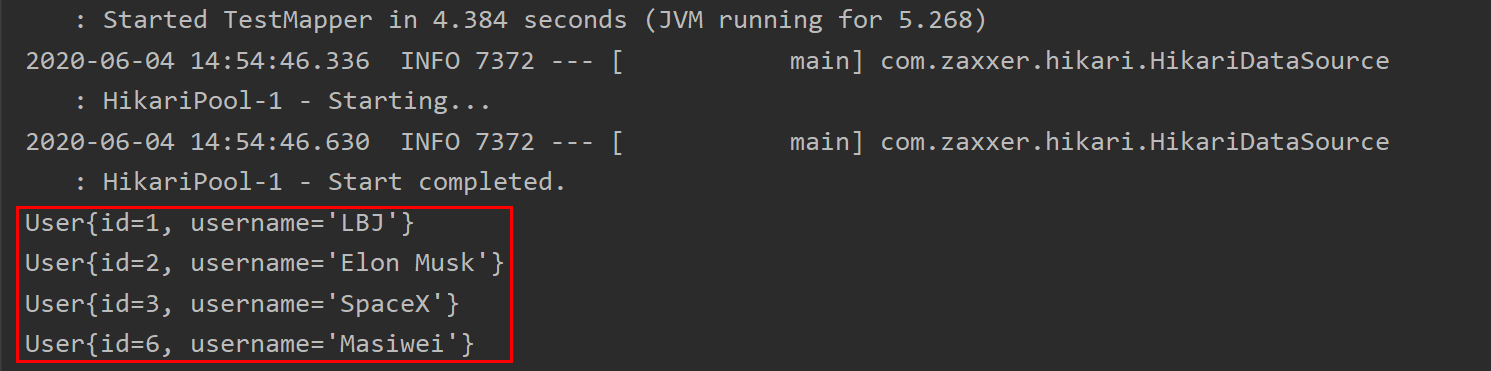 : Started TestMapper in 4.384 seconds (JVM running for 5.268)
2020-06-04 14:54:46.336  INFO 7372 --- [           main] com.zaxxer.hikari.HikariDataSource
: HikariPool-1 - Starting...
2020-06-04 14:54:46.630  INFO 7372 --- [           main] com.zaxxer.hikari.HikariDataSource
: HikariPool-1 - Start completed.
User{id=1, username='LBJ'}
User{id=2, username='Elon Musk'}
User{id=3, username='SpaceX'}
User{id=6, username='Masiwei'}